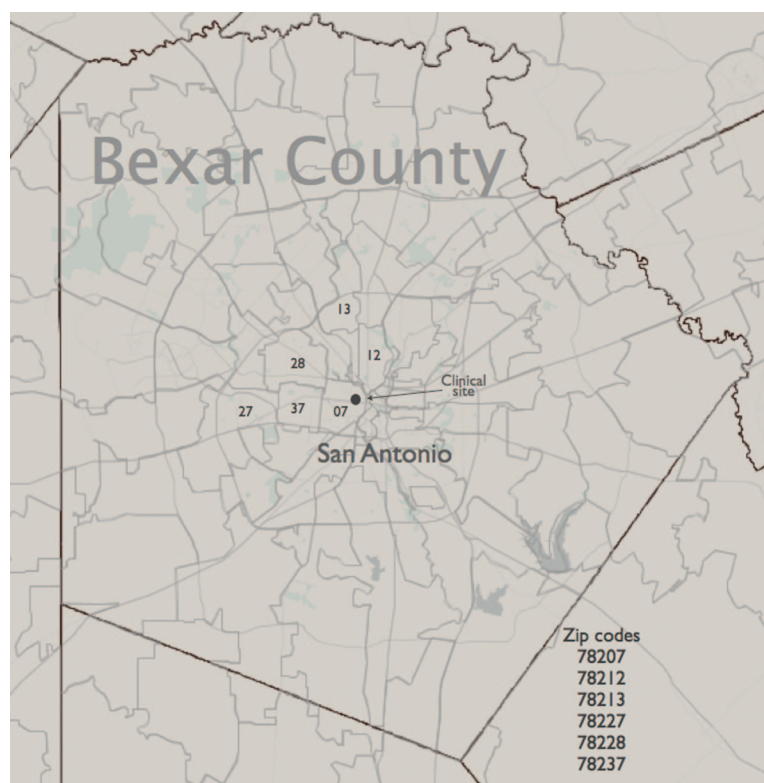 Bexar County
13
12
28
Clinical
site
27
37
07
San Antonio
Zip codes
78207
78212
78213
78227
78228
78237